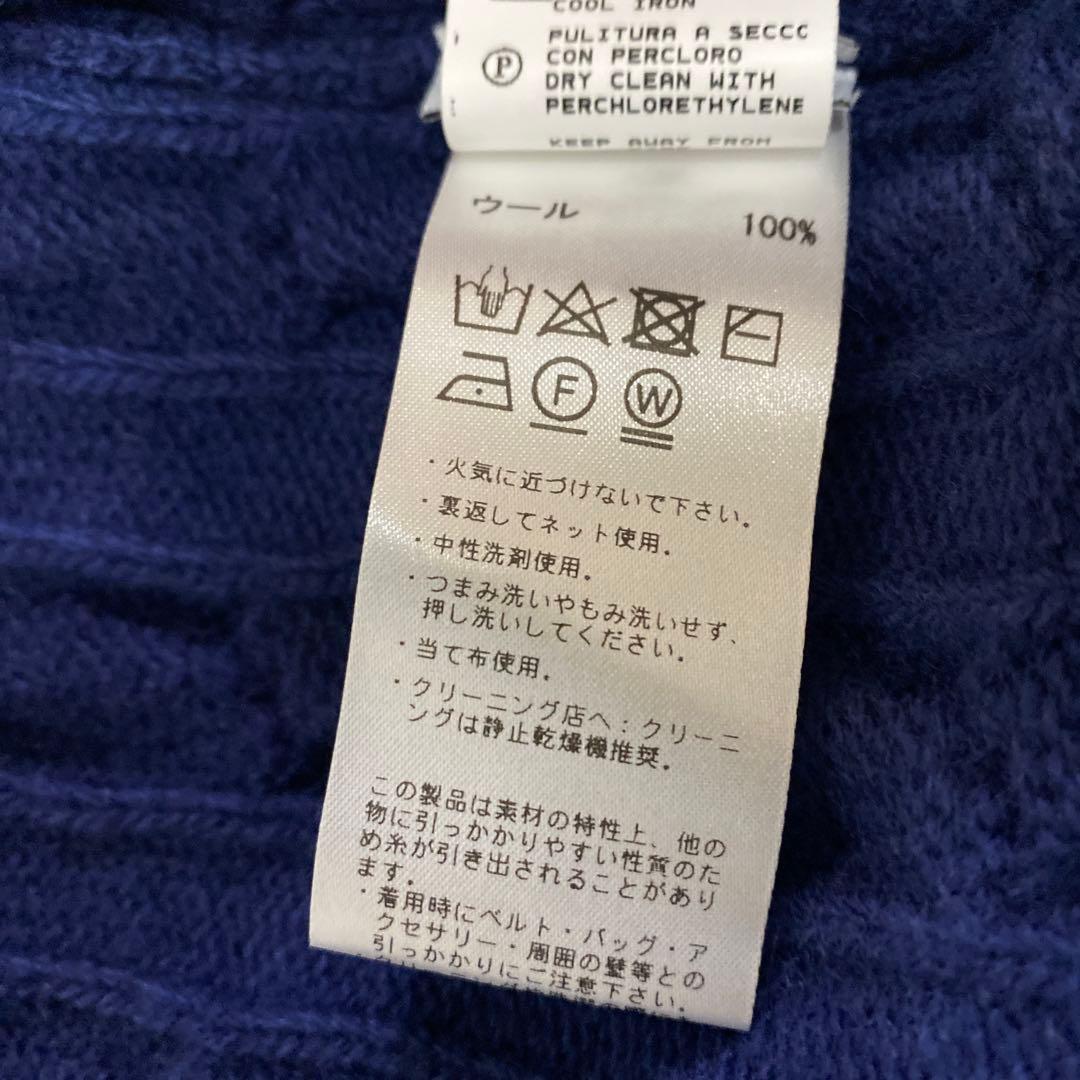 COOL IRON
PULITURA A SECCO
CON PERCLORO
P DRY CLEAN WITH
PERCHLORETHYLENE
KEEP AWAY FROM
ウール 100%
F W
・火気に近づけないで下さい。
・裏返してネット使用.
・中性洗剤使用.
・つまみ洗いやもみ洗いせず、
押し洗いしてください.
・当て布使用.
・クリーニング店へ:クリーニ
ングは静止乾燥機推奨.
この製品は素材の特性上、他の
物に引っかかりやすい性質のた
め糸が引き出されることがあり
ます.
・着用時にベルト・バッグ・ア
クセサリー・周囲の壁等との
引っかかりにご注意下さい.